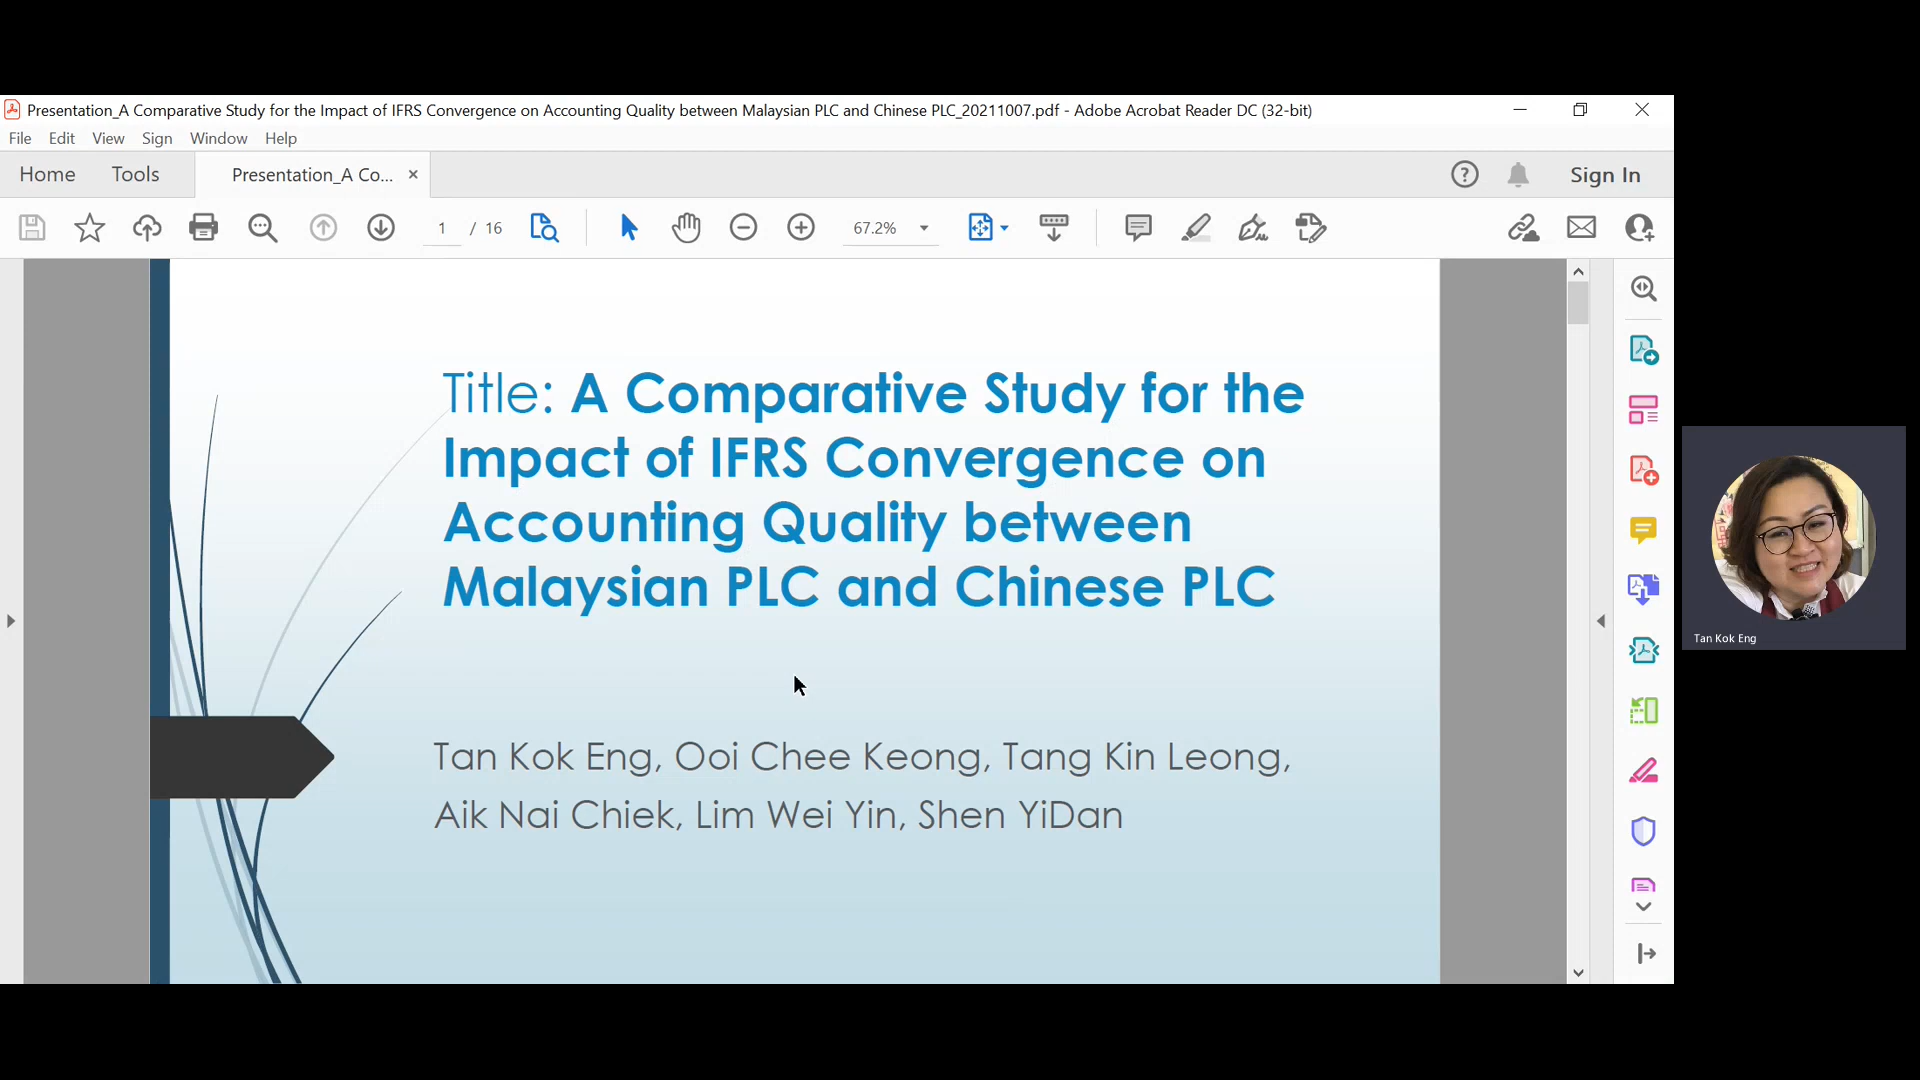 Presentation_A Comparative Study for the Impact of IFRS Convergence on Accounting Quality between Malaysian PLC and Chinese PLC_20211007.pdf - Adobe Acrobat Reader DC (32-bit)
File Edit View Sign Window Help
Home Tools Presentation_A Co... Sign In
1 / 16 67.2%
Title: A Comparative Study for the
Impact of IFRS Convergence on
Accounting Quality between
Malaysian PLC and Chinese PLC
Tan Kok Eng, Ooi Chee Keong, Tang Kin Leong,
Aik Nai Chiek, Lim Wei Yin, Shen YiDan
Tan Kok Eng